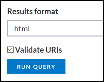 Results format
html
Validate URIs
RUN QUERY